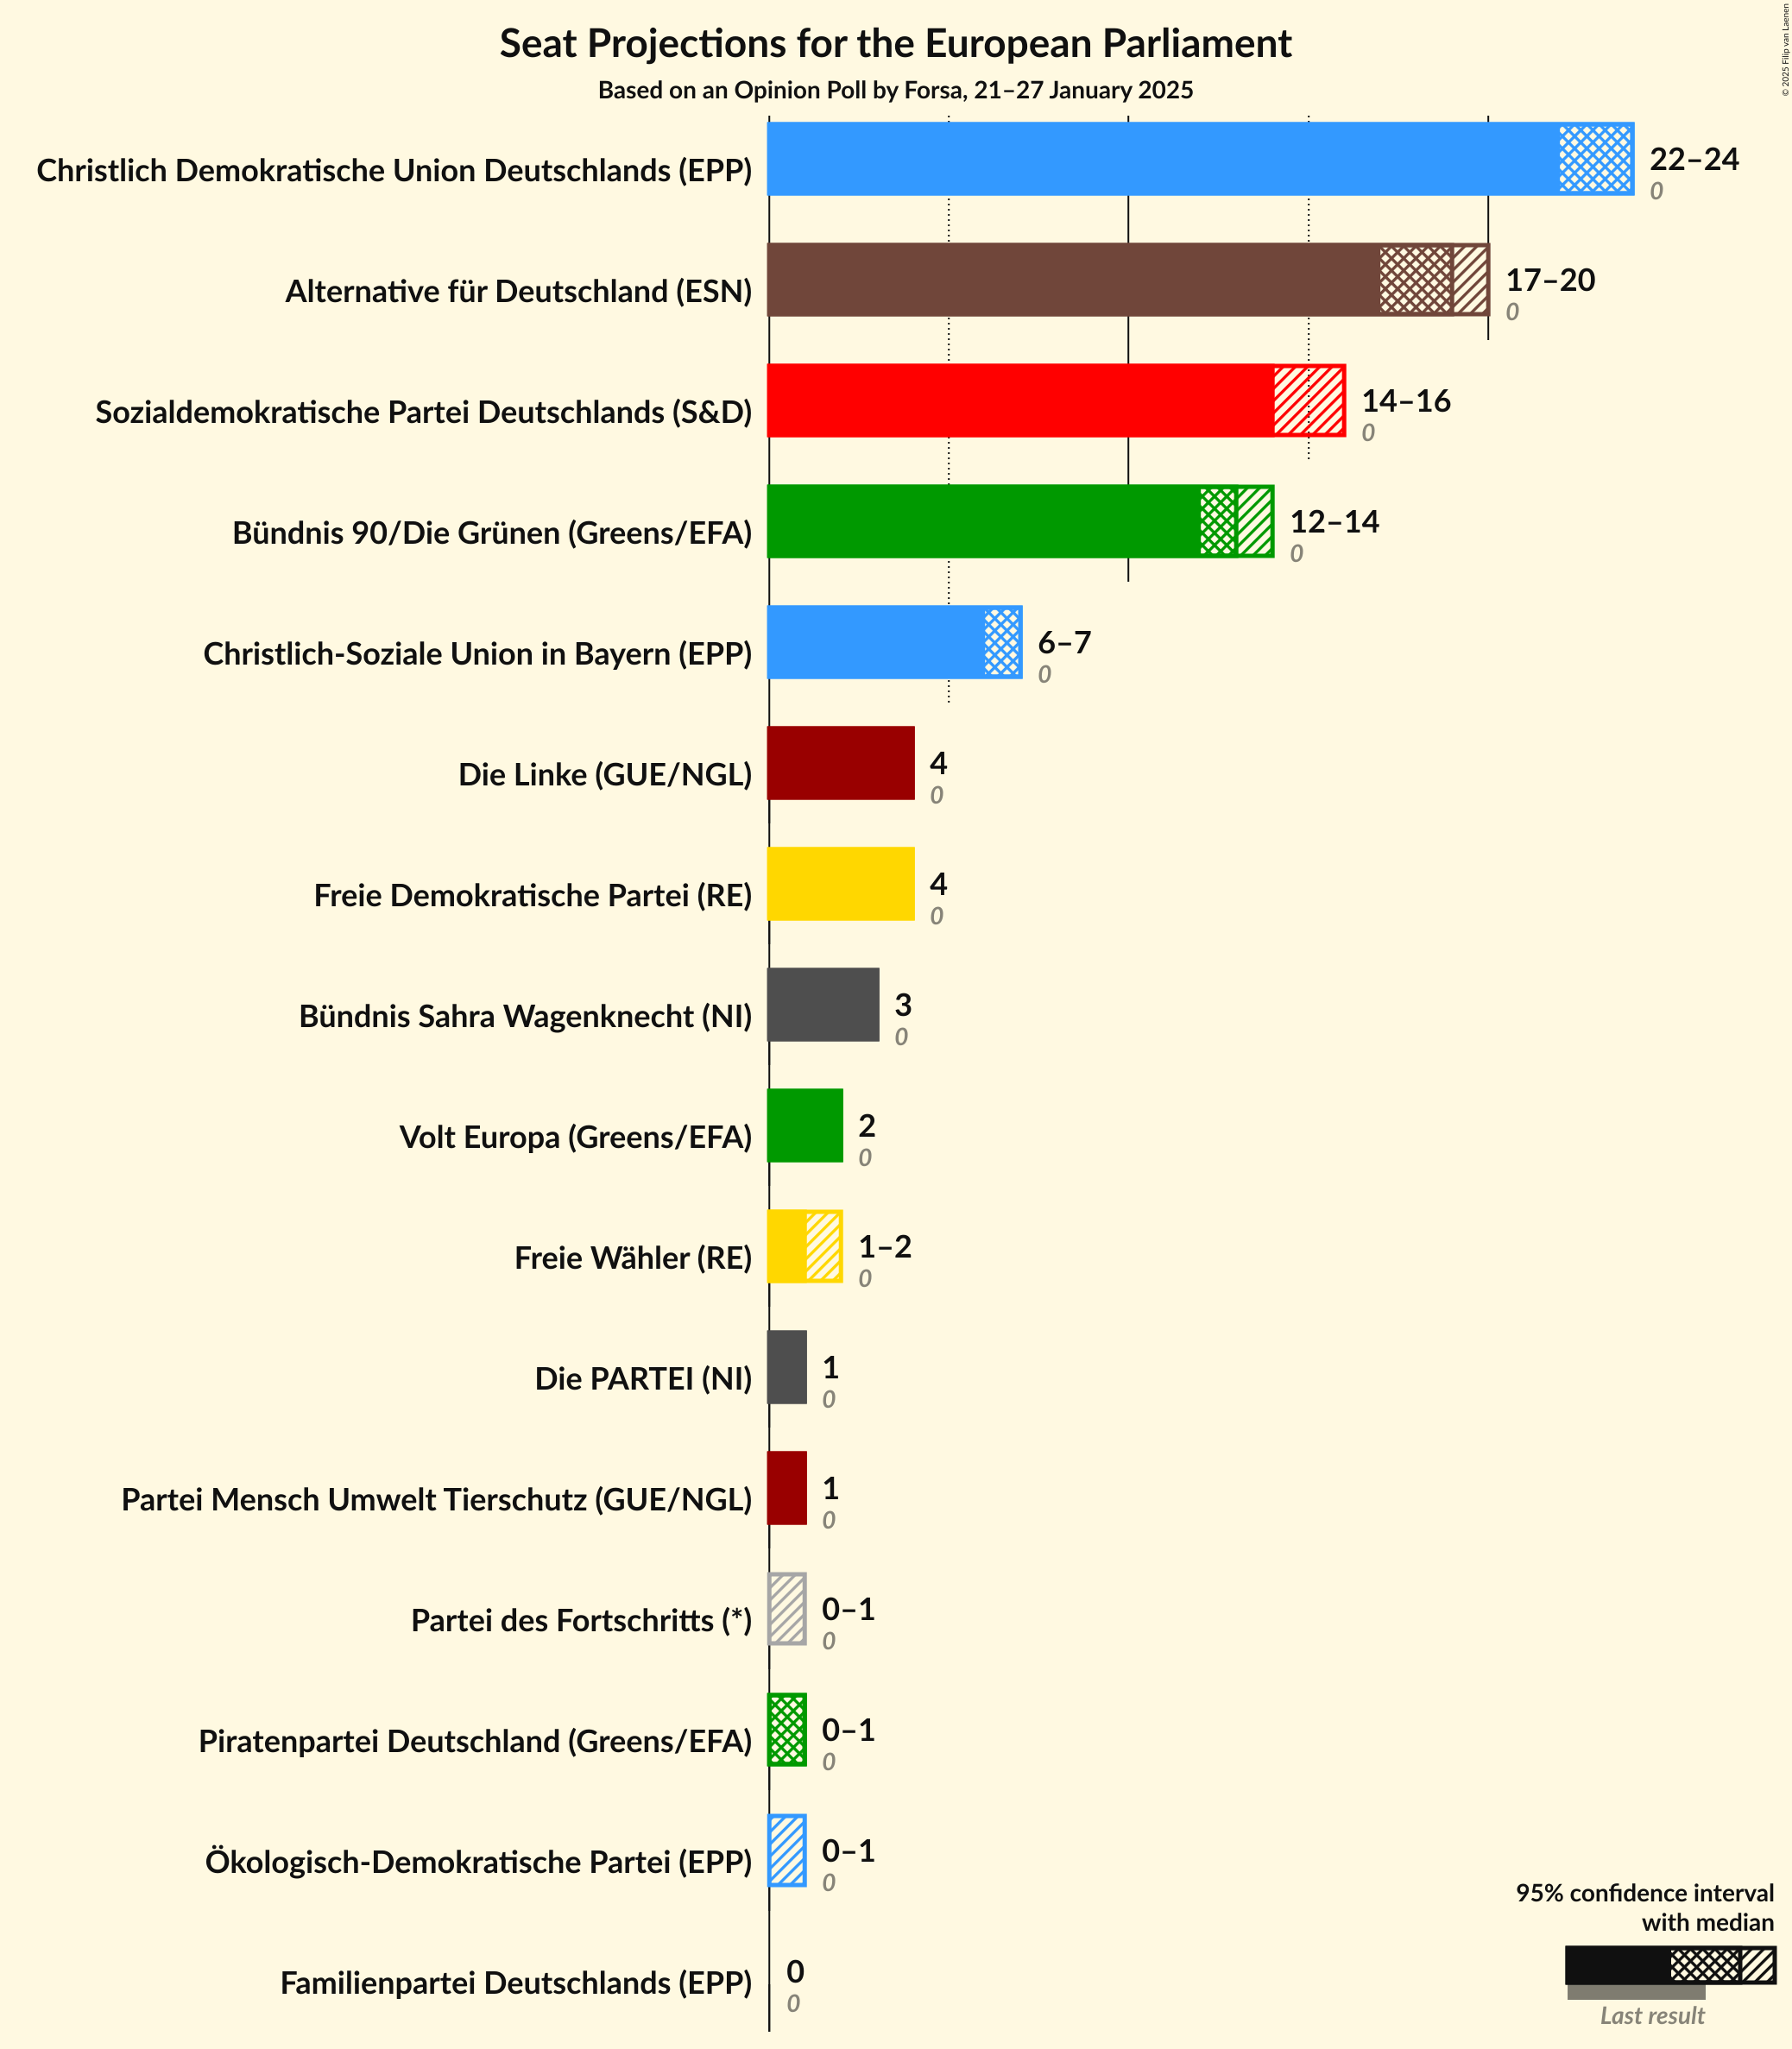 Seat Projections for the European Parliament
Based on an Opinion Poll by Forsa, 21–27 January 2025
© 2025 Filip van Laenen
Christlich Demokratische Union Deutschlands (EPP)
22–24
0
Alternative für Deutschland (ESN)
17–20
0
Sozialdemokratische Partei Deutschlands (S&D)
14–16
0
Bündnis 90/Die Grünen (Greens/EFA)
12–14
0
Christlich-Soziale Union in Bayern (EPP)
6–7
0
Die Linke (GUE/NGL)
4
0
Freie Demokratische Partei (RE)
4
0
Bündnis Sahra Wagenknecht (NI)
3
0
Volt Europa (Greens/EFA)
2
0
Freie Wähler (RE)
1–2
0
Die PARTEI (NI)
1
0
Partei Mensch Umwelt Tierschutz (GUE/NGL)
1
0
Partei des Fortschritts (*)
0–1
0
Piratenpartei Deutschland (Greens/EFA)
0–1
0
Ökologisch-Demokratische Partei (EPP)
0–1
0
Familienpartei Deutschlands (EPP)
0
0
95% confidence interval
with median
Last result